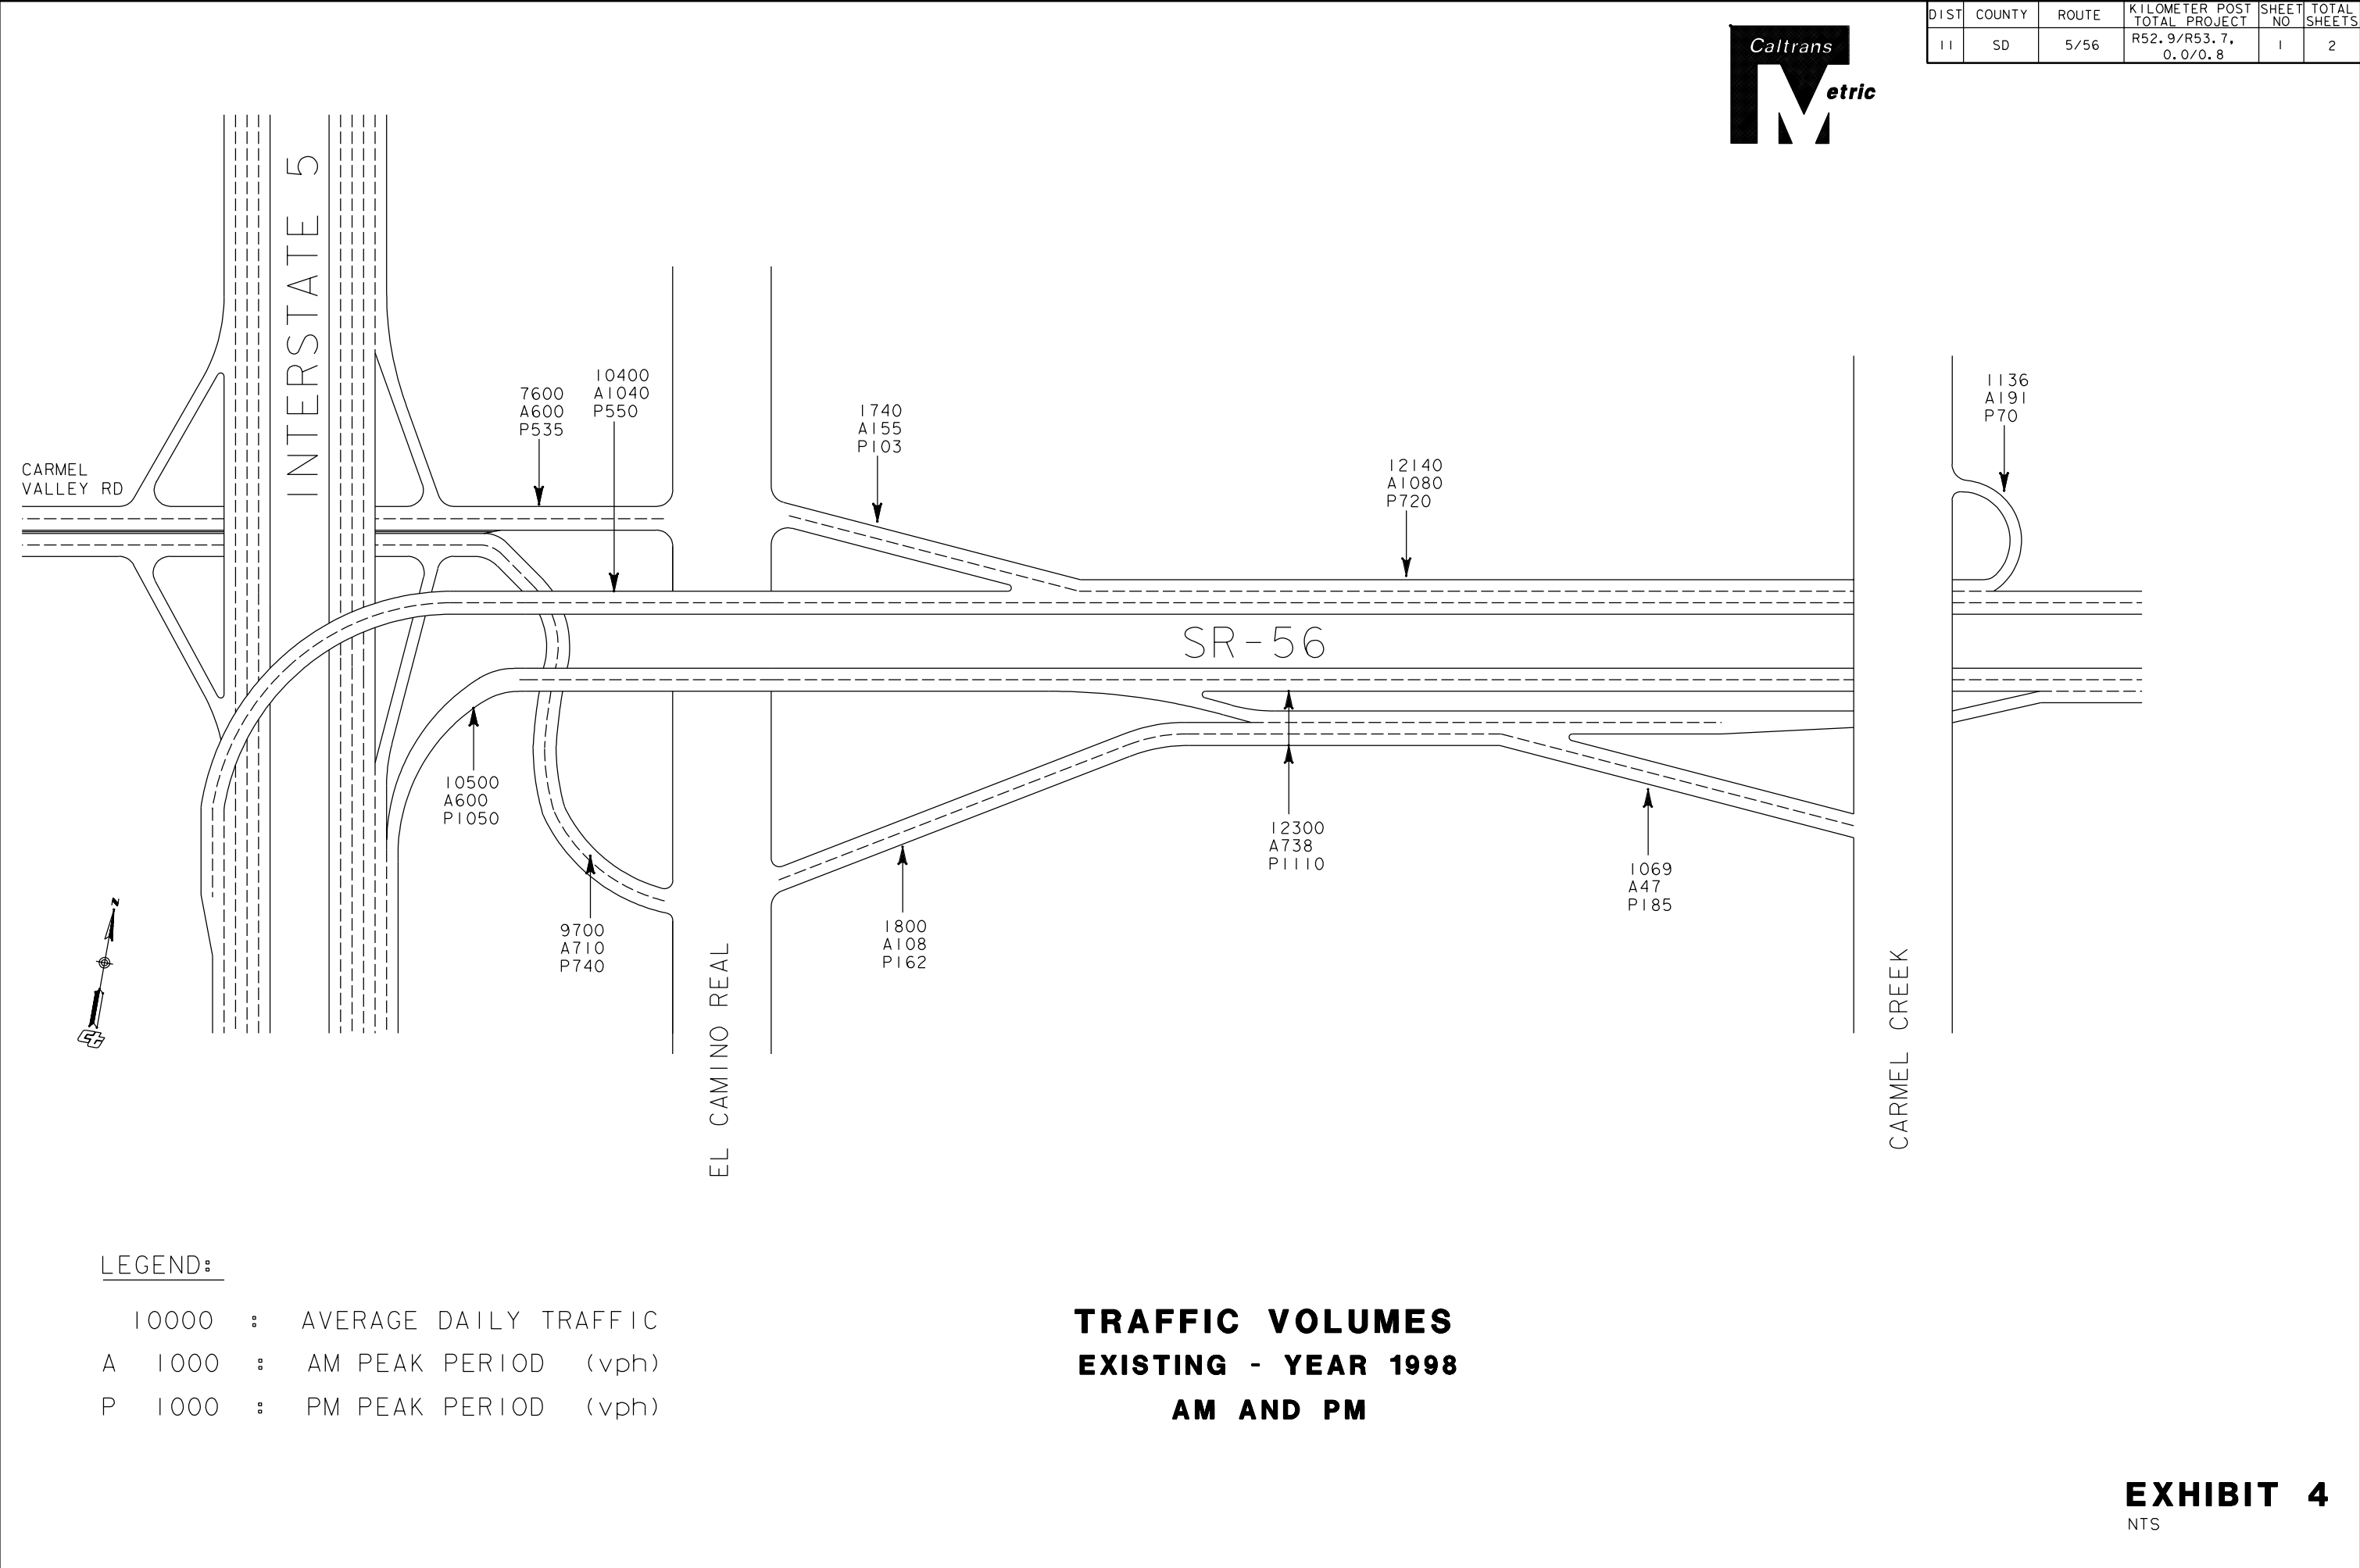 DIST COUNTY ROUTE KILOMETER POST TOTAL PROJECT SHEET NO TOTAL SHEETS
11 SD 5/56 R52.9/R53.7, 0.0/0.8 1 2
Caltrans
Metric
INTERSTATE 5
CARMEL
VALLEY RD
7600
A600
P535
10400
A1040
P550
1740
A155
P103
12140
A1080
P720
1136
A191
P70
SR-56
10500
A600
P1050
9700
A710
P740
1800
A108
P162
12300
A738
P1110
1069
A47
P185
N
EL CAMINO REAL
CARMEL CREEK
LEGEND:
10000 : AVERAGE DAILY TRAFFIC
A 1000 : AM PEAK PERIOD (vph)
P 1000 : PM PEAK PERIOD (vph)
TRAFFIC VOLUMES
EXISTING - YEAR 1998
AM AND PM
EXHIBIT 4
NTS